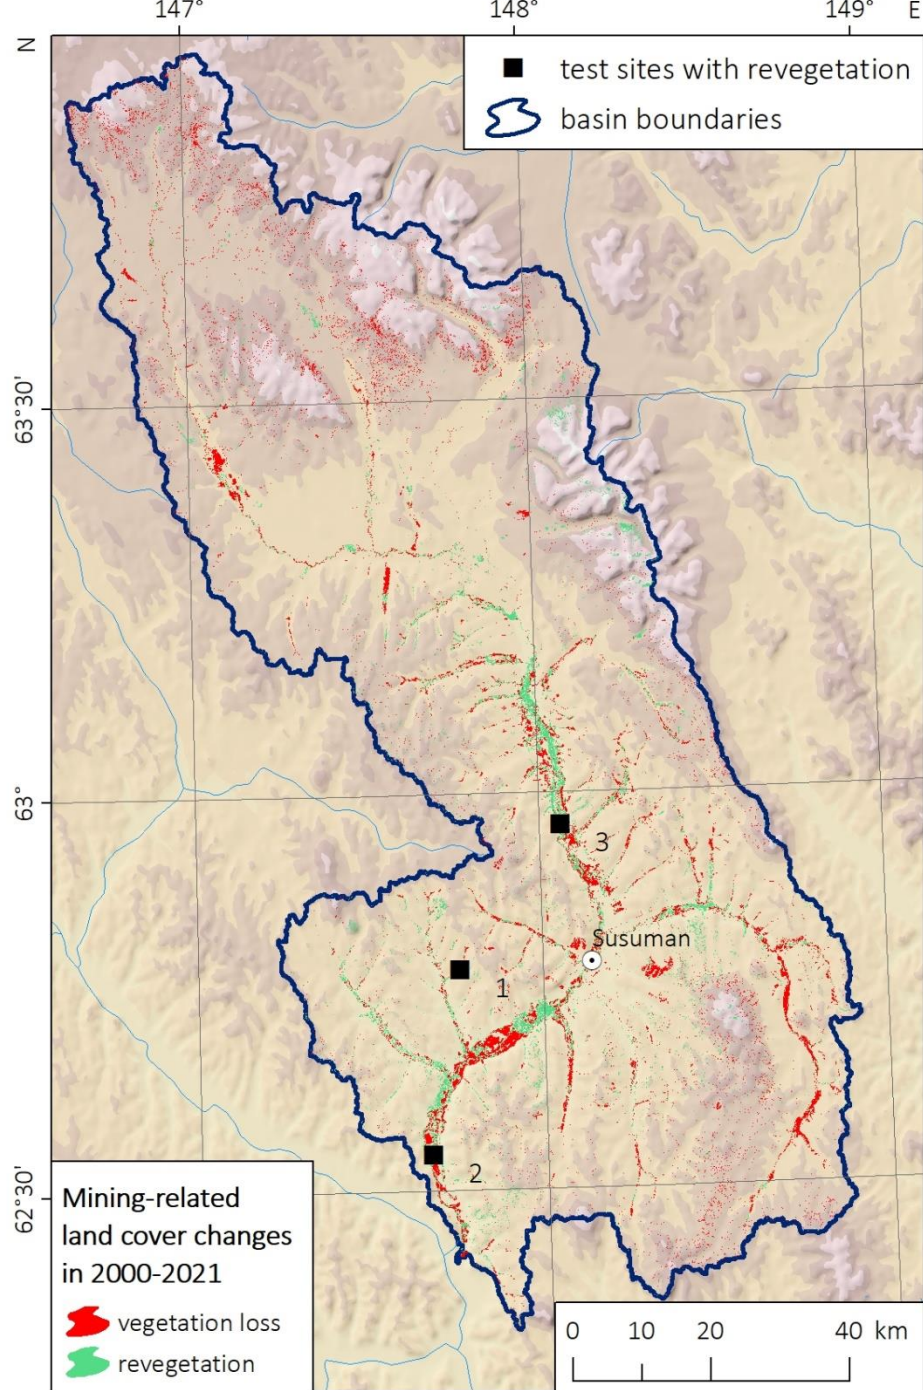 147°
148°
149°
E
N
test sites with revegetation
basin boundaries
63°30'
63°
3
Susuman
1
2
62°30'
Mining-related
land cover changes
in 2000-2021
vegetation loss
revegetation
0 10 20 40 km